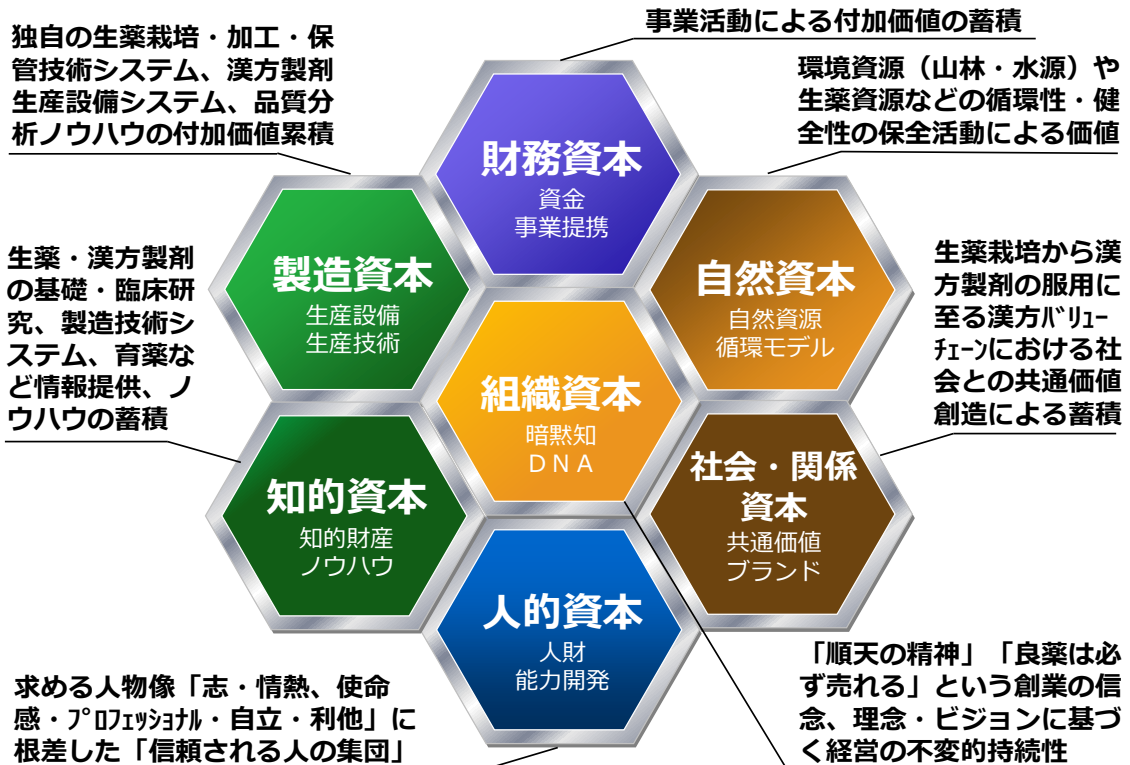 事業活動による付加価値の蓄積
独自の生薬栽培・加工・保
管技術システム、漢方製剤
生産設備システム、品質分
析ノウハウの付加価値累積
環境資源（山林・水源）や
生薬資源などの循環性・健
全性の保全活動による価値
財務資本
資金
事業提携
製造資本
生産設備
生産技術
自然資本
自然資源
循環モデル
生薬・漢方製剤
の基礎・臨床研
究、製造技術シ
ステム、育薬な
ど情報提供、ノ
ウハウの蓄積
生薬栽培から漢
方製剤の服用に
至る漢方ﾊﾞﾘｭｰ
ﾁｪｰﾝにおける社
会との共通価値
創造による蓄積
組織資本
暗黙知
ＤＮＡ
知的資本
知的財産
ノウハウ
社会・関係
資本
共通価値
ブランド
人的資本
人財
能力開発
求める人物像「志・情熱、使命
感・ﾌﾟﾛﾌｪｯｼｮﾅﾙ・自立・利他」に
根差した「信頼される人の集団」
「順天の精神」「良薬は必
ず売れる」という創業の信
念、理念・ビジョンに基づ
く経営の不変的持続性